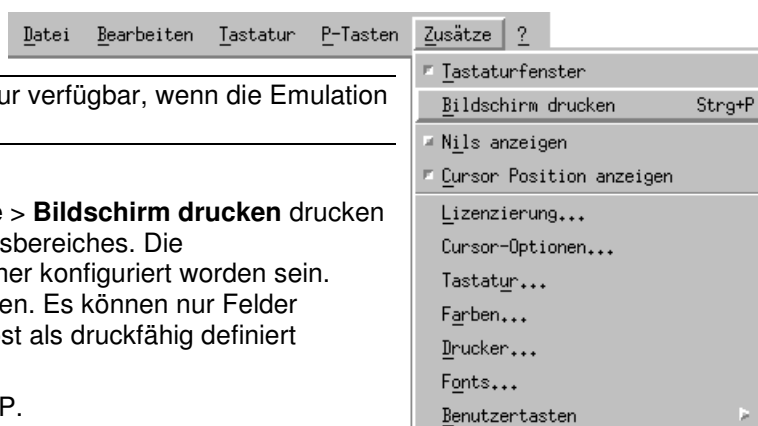 Datei Bearbeiten Tastatur P-Tasten Zusätze ?
ur verfügbar, wenn die Emulation
> Bildschirm drucken drucken
sbereiches. Die
her konfiguriert worden sein.
en. Es können nur Felder
st als druckfähig definiert
P.
Tastaturfenster
Bildschirm drucken Strg+P
Nils anzeigen
Cursor Position anzeigen
Lizenzierung...
Cursor-Optionen...
Tastatur...
Farben...
Drucker...
Fonts...
Benutzertasten